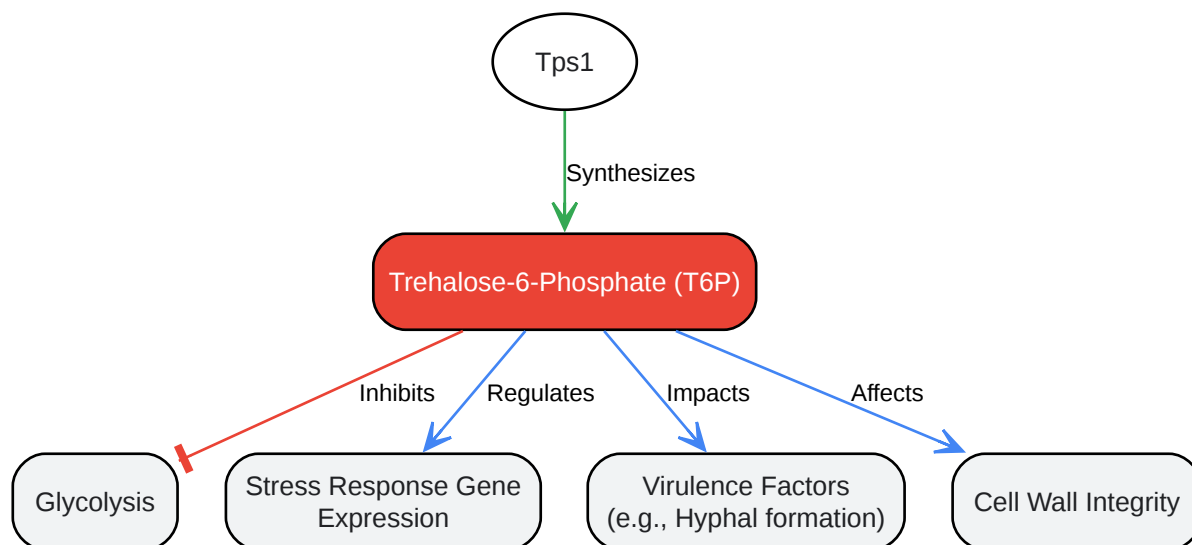 Tps1
Synthesizes
Trehalose-6-Phosphate (T6P)
Inhibits
Regulates
Impacts
Affects
Glycolysis
Stress Response Gene
Expression
Virulence Factors
(e.g., Hyphal formation)
Cell Wall Integrity